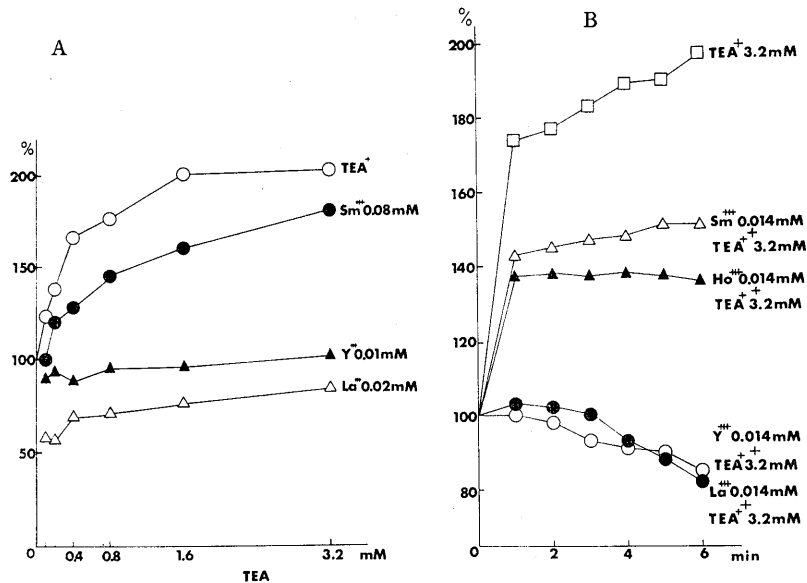 A
%
200
150
100
50
0
0.4
0.8
1.6
3.2 mM
TEA
TEA+
Sm+++ 0.08mM
Y+++ 0.01mM
La+++ 0.02mM
B
%
200
180
160
140
120
100
80
0
2
4
6
min
TEA+ 3.2mM
Sm+++ 0.014mM
+
TEA+ 3.2mM
Ho+++ 0.014mM
+
TEA+ 3.2mM
Y+++ 0.014mM
+
TEA+ 3.2mM
La+++ 0.014mM
+
TEA+ 3.2mM